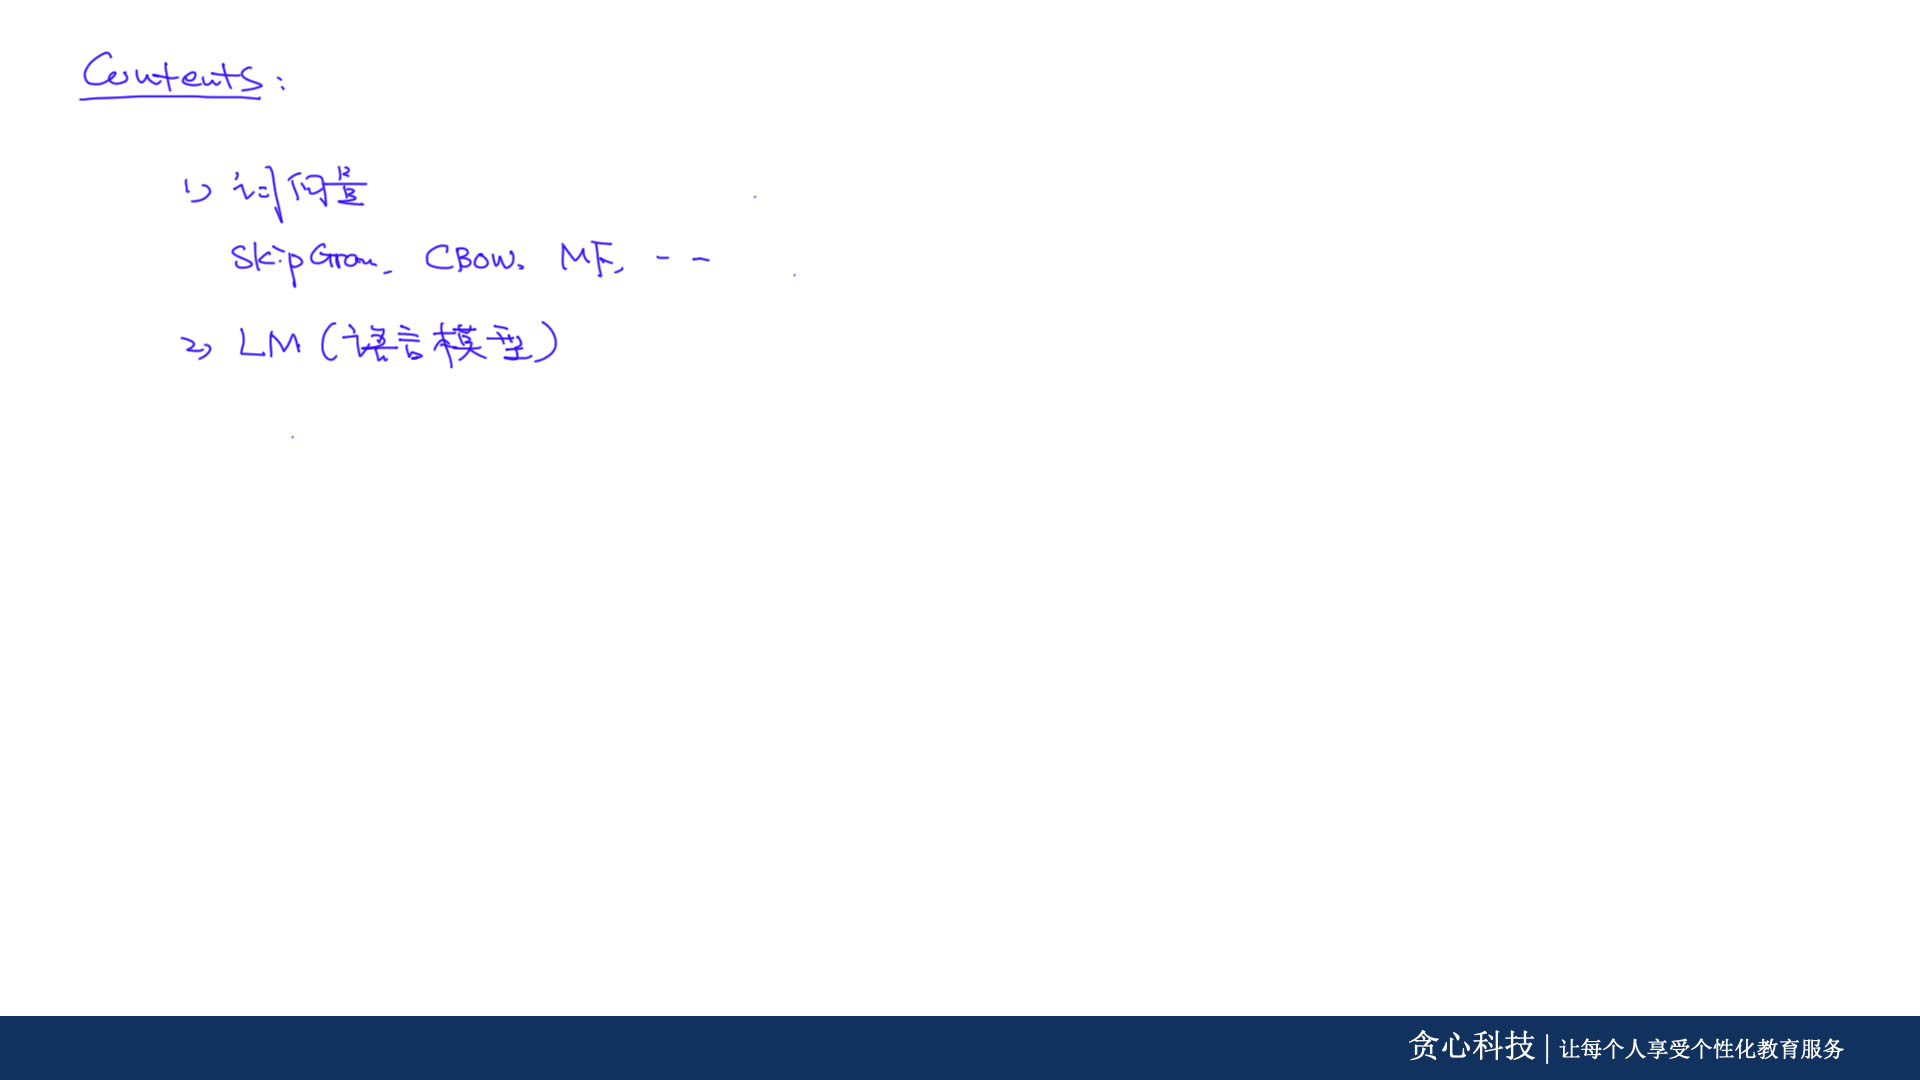 Contents:
1) 词向量
SkipGram, CBOW, MF, - -
2) LM (语言模型)
贪心科技 | 让每个人享受个性化教育服务